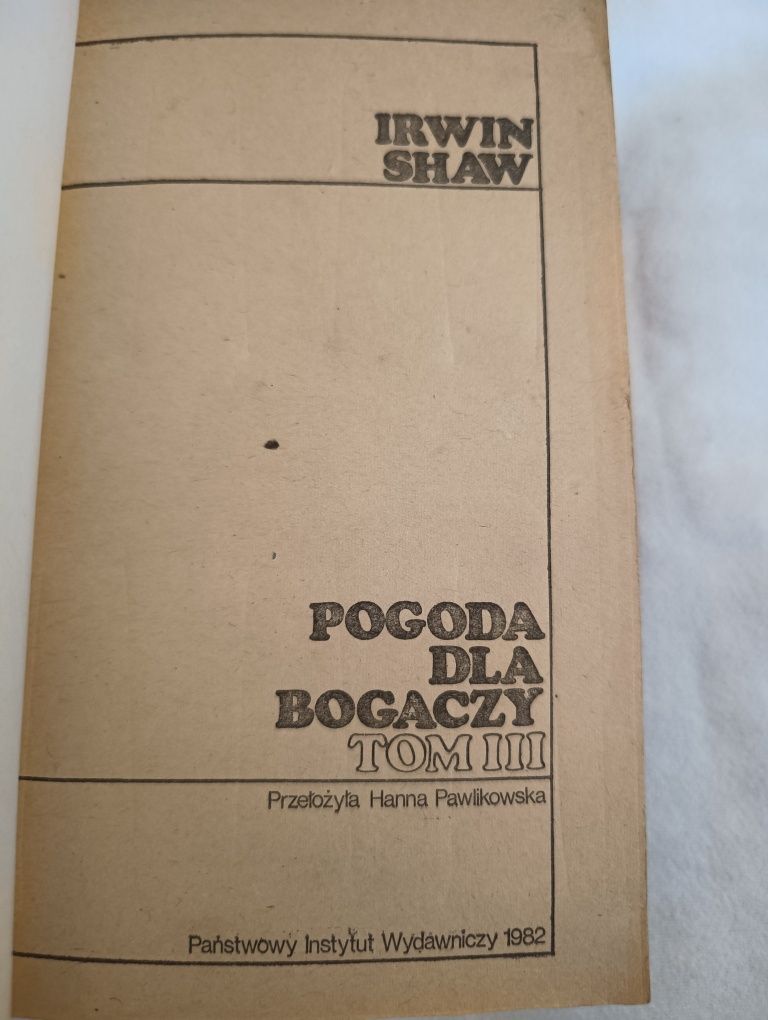 IRWIN
SHAW
POGODA
DLA
BOGACZY
TOM III
Przełożyła Hanna Pawlikowska
Państwowy Instytut Wydawniczy 1982